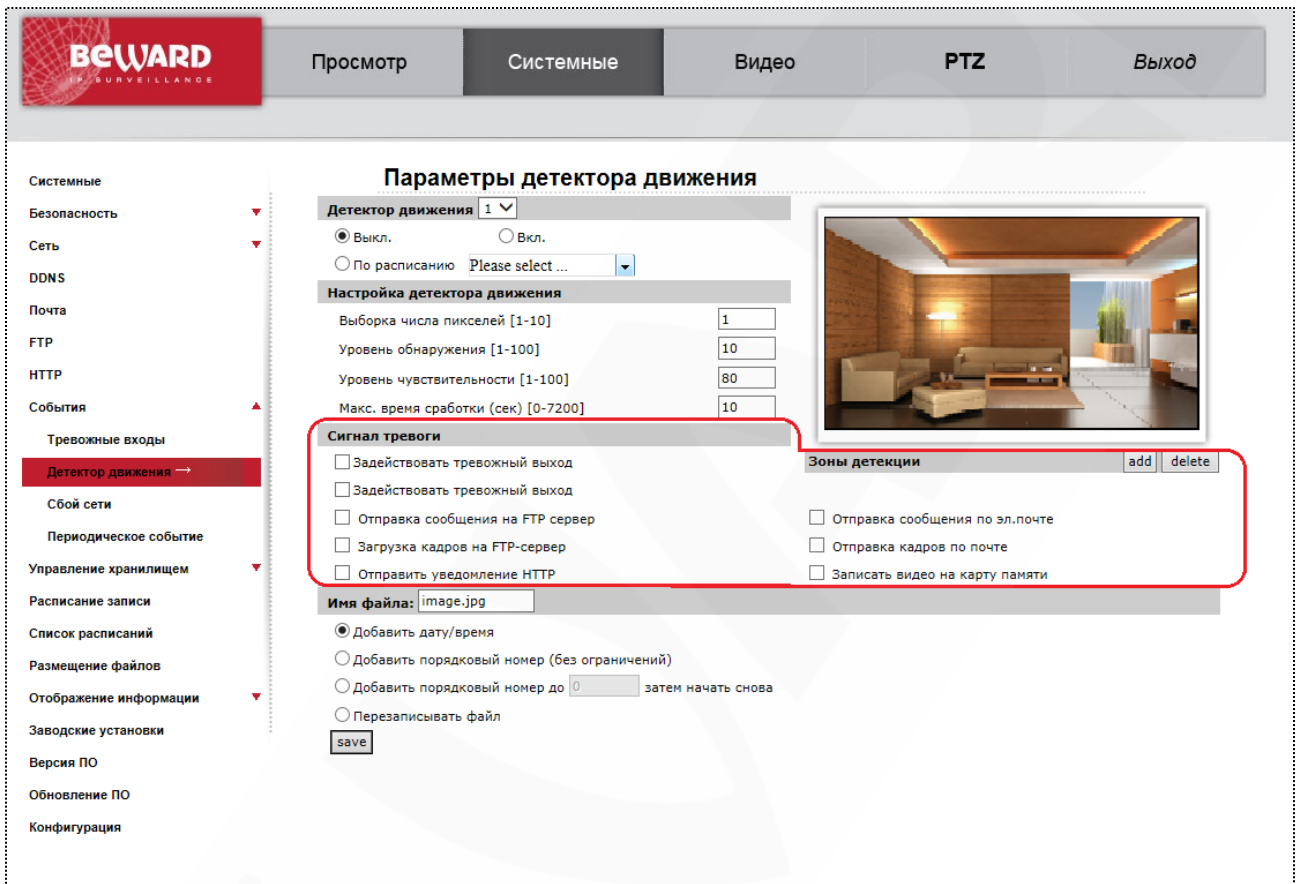 BEWARD
IP SURVEILLANCE
Просмотр
Системные
Видео
PTZ
Выход
Системные
Безопасность
Сеть
DDNS
Почта
FTP
HTTP
События
Тревожные входы
Детектор движения →
Сбой сети
Периодическое событие
Управление хранилищем
Расписание записи
Список расписаний
Размещение файлов
Отображение информации
Заводские установки
Версия ПО
Обновление ПО
Конфигурация
Параметры детектора движения
Детектор движения 1
Выкл. Вкл.
По расписанию Please select ...
Настройка детектора движения
Выборка числа пикселей [1-10] 1
Уровень обнаружения [1-100] 10
Уровень чувствительности [1-100] 80
Макс. время сработки (сек) [0-7200] 10
Сигнал тревоги
Задействовать тревожный выход
Зоны детекции add delete
Задействовать тревожный выход
Отправка сообщения на FTP сервер
Отправка сообщения по эл.почте
Загрузка кадров на FTP-сервер
Отправка кадров по почте
Отправить уведомление HTTP
Записать видео на карту памяти
Имя файла: image.jpg
Добавить дату/время
Добавить порядковый номер (без ограничений)
Добавить порядковый номер до 0 затем начать снова
Перезаписывать файл
save